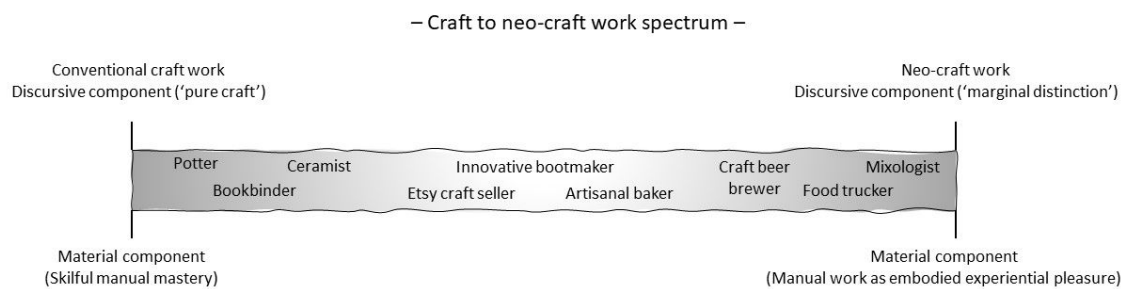 – Craft to neo-craft work spectrum –
Conventional craft work
Discursive component (‘pure craft’)
Neo-craft work
Discursive component (‘marginal distinction’)
Potter
Ceramist
Innovative bootmaker
Craft beer
brewer
Mixologist
Bookbinder
Etsy craft seller
Artisanal baker
Food trucker
Material component
(Skilful manual mastery)
Material component
(Manual work as embodied experiential pleasure)